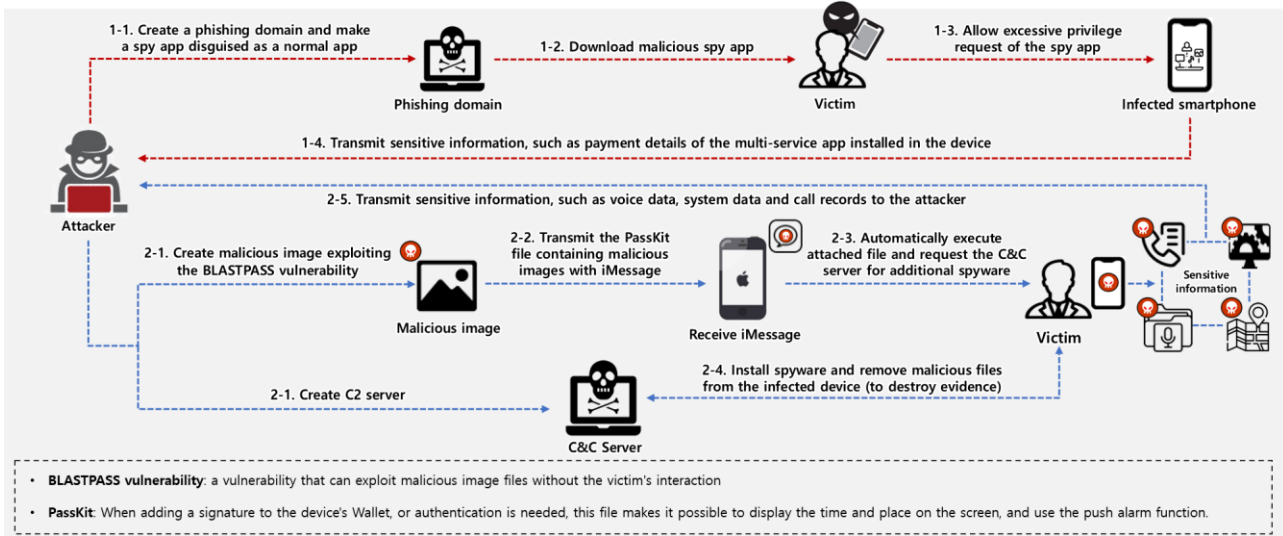 1-1. Create a phishing domain and make
a spy app disguised as a normal app
1-2. Download malicious spy app
1-3. Allow excessive privilege
request of the spy app
Phishing domain
Victim
Infected smartphone
1-4. Transmit sensitive information, such as payment details of the multi-service app installed in the device
2-5. Transmit sensitive information, such as voice data, system data and call records to the attacker
Attacker
2-1. Create malicious image exploiting
the BLASTPASS vulnerability
2-2. Transmit the PassKit
file containing malicious
images with iMessage
2-3. Automatically execute
attached file and request the C&C
server for additional spyware
Sensitive
information
Malicious image
Receive iMessage
Victim
2-1. Create C2 server
2-4. Install spyware and remove malicious files
from the infected device (to destroy evidence)
C&C Server
• BLASTPASS vulnerability: a vulnerability that can exploit malicious image files without the victim's interaction
• PassKit: When adding a signature to the device's Wallet, or authentication is needed, this file makes it possible to display the time and place on the screen, and use the push alarm function.